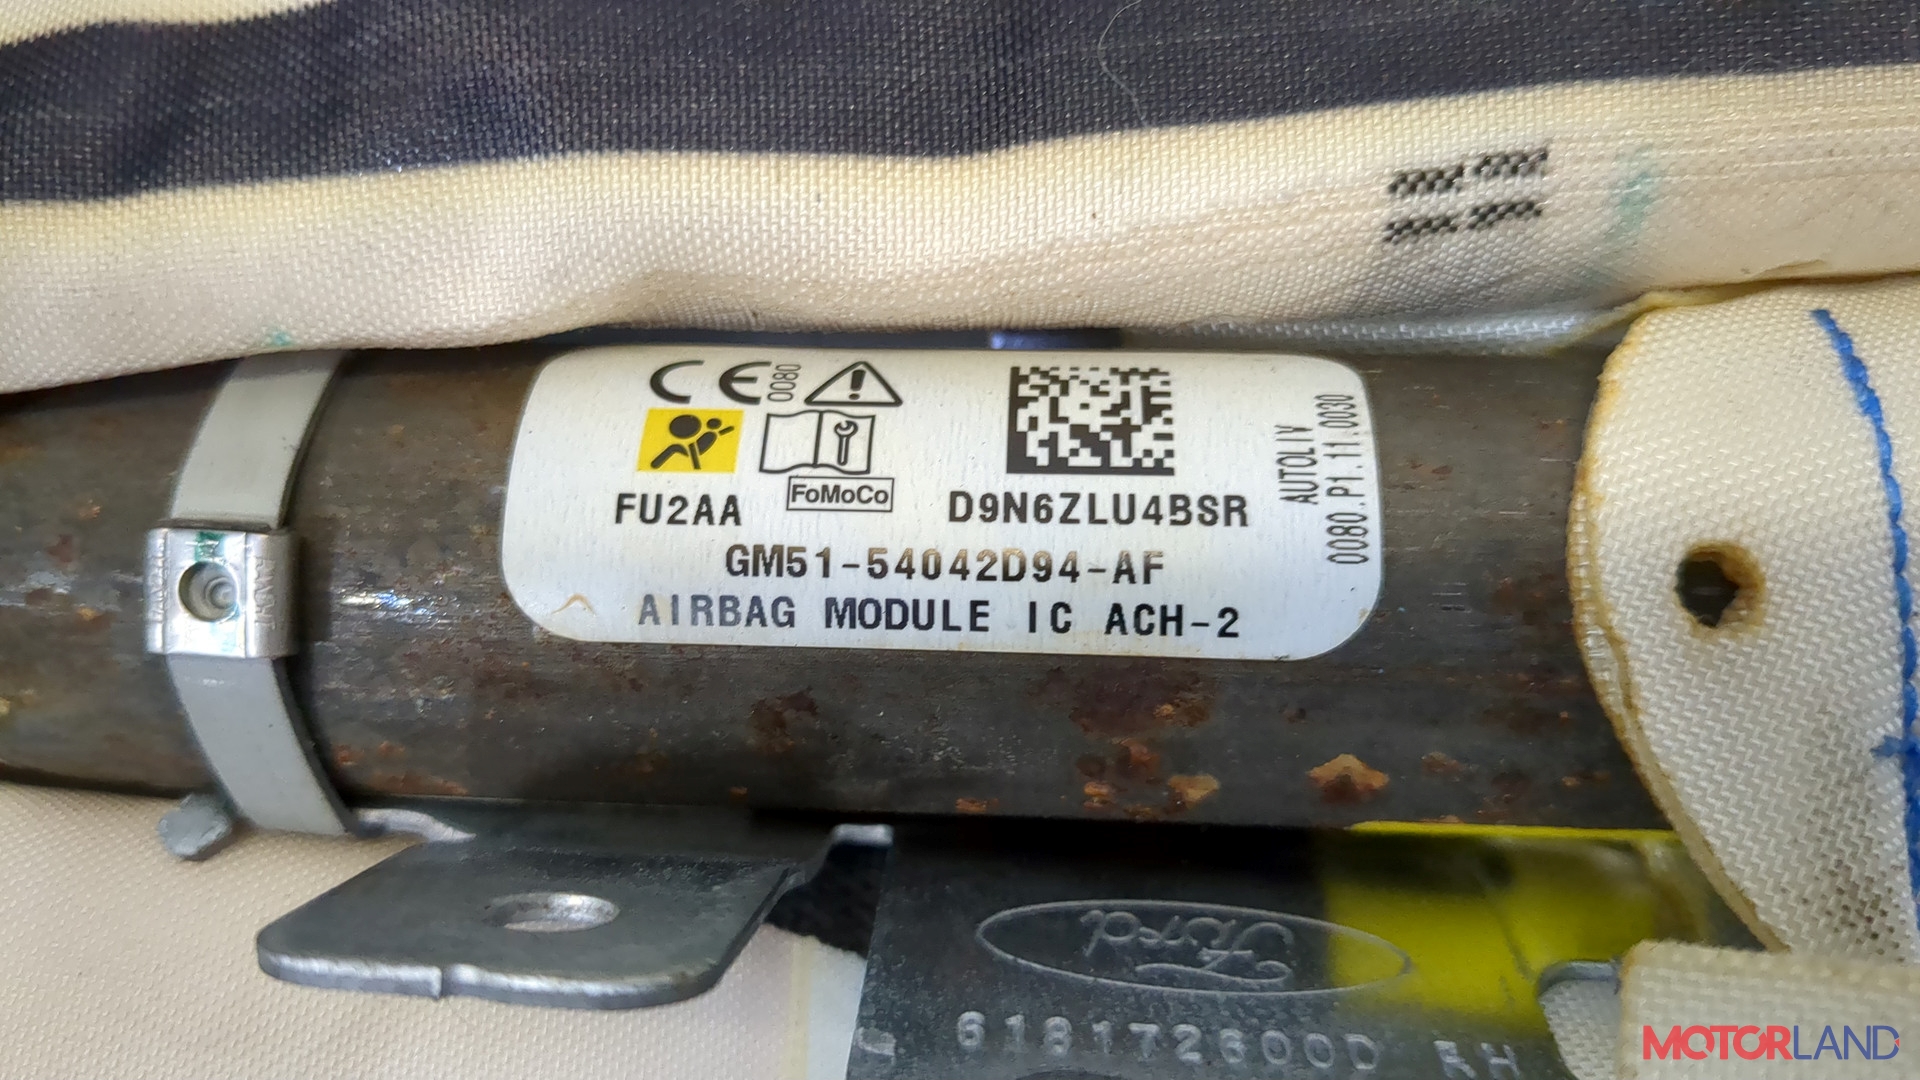 CE 0080
FoMoCo
FU2AA D9N6ZLU4BSR
GM51-54042D94-AF
AIRBAG MODULE IC ACH-2
AUTOLIV
0080.P1.11.0030
Ford
618172600D RH
MOTORLAND